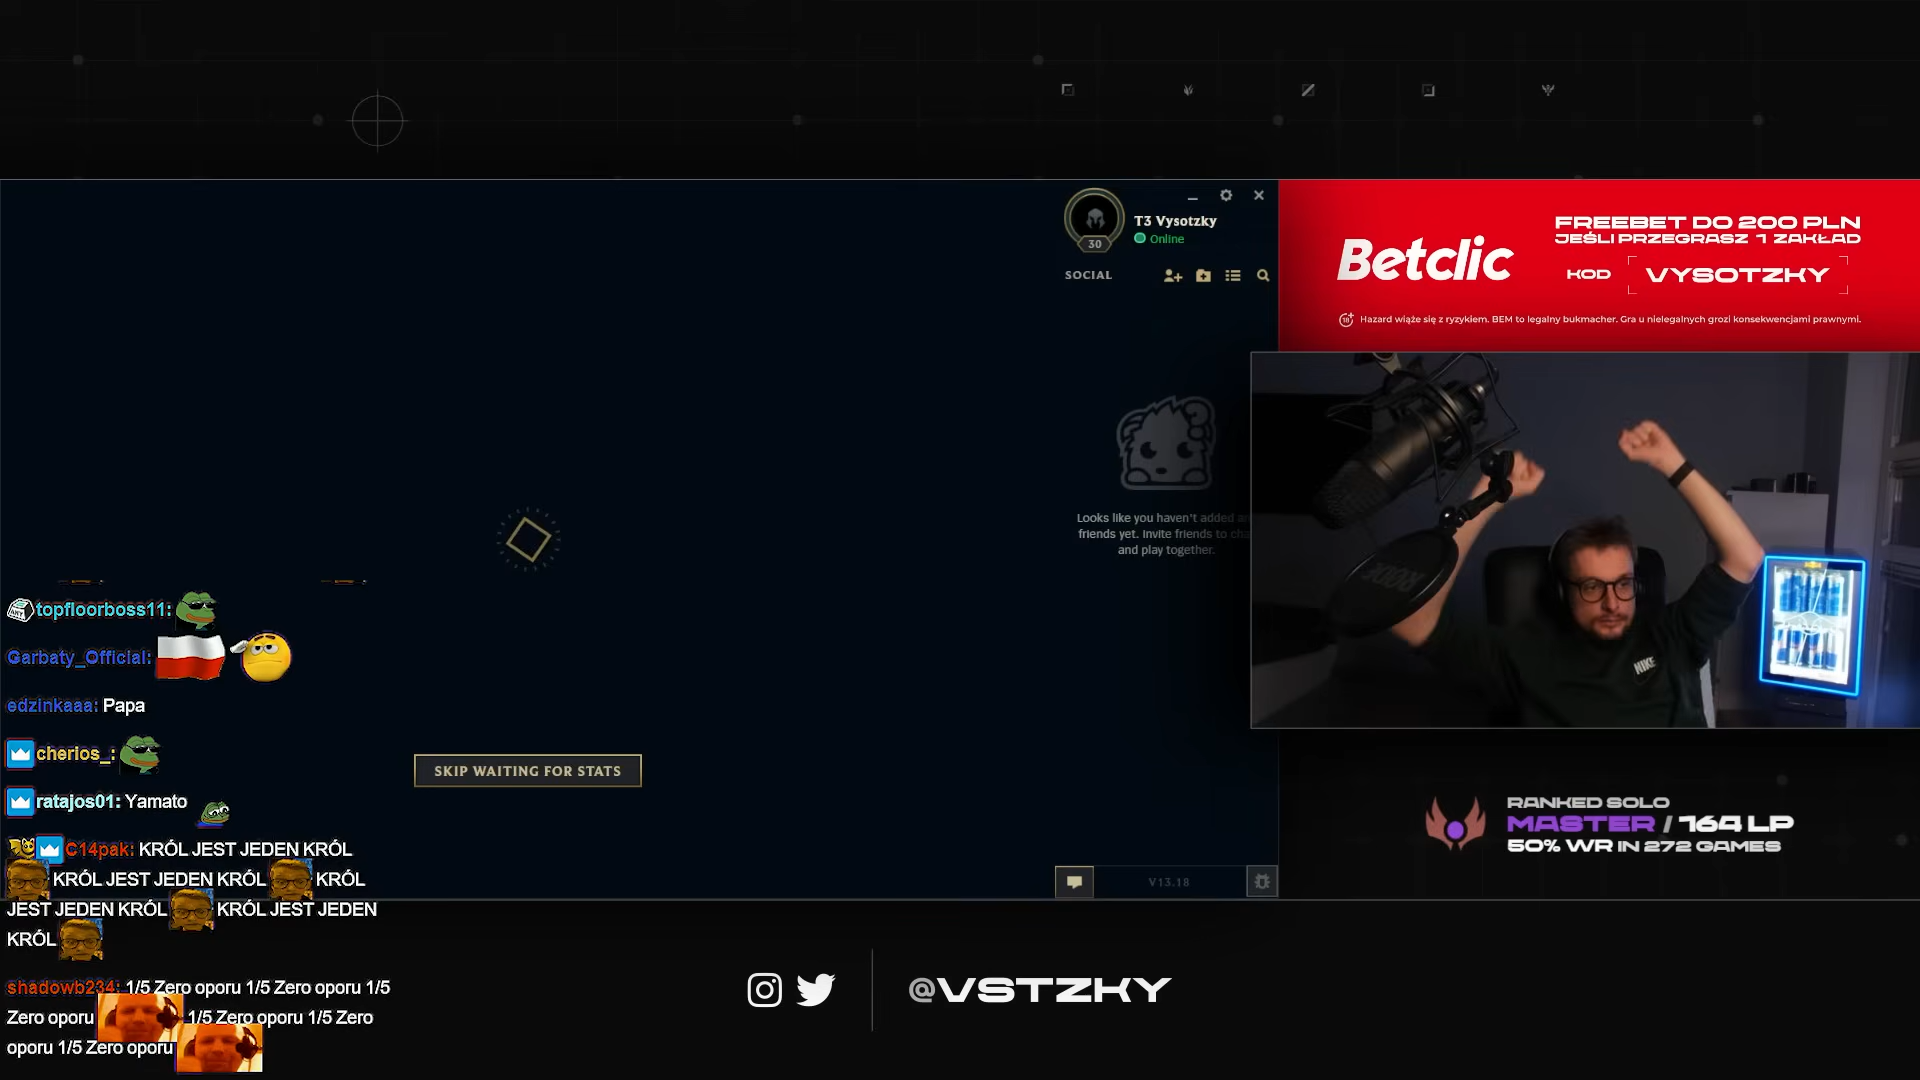 T3 Vysotzky
30
Online
SOCIAL
Looks like you haven't added an
friends yet. Invite friends to cha
and play together.
SKIP WAITING FOR STATS
V13.18
Betclic
FREEBET DO 200 PLN
JEŚLI PRZEGRASZ 1 ZAKŁAD
KOD VYSOTZKY
18+ Hazard wiąże się z ryzykiem. BEM to legalny bukmacher. Gra u nielegalnych grozi konsekwencjami prawnymi.
RØDE
NIKE
RANKED SOLO
MASTER / 164 LP
50% WR IN 272 GAMES
topfloorboss11:
Garbaty_Official:
edzinkaaa: Papa
cherios_:
ratajos01: Yamato
C14pak: KRÓL JEST JEDEN KRÓL
KRÓL JEST JEDEN KRÓL KRÓL
JEST JEDEN KRÓL KRÓL JEST JEDEN
KRÓL
shadowb234: 1/5 Zero oporu 1/5 Zero oporu 1/5
Zero oporu 1/5 Zero oporu 1/5 Zero
oporu 1/5 Zero oporu
@VSTZKY